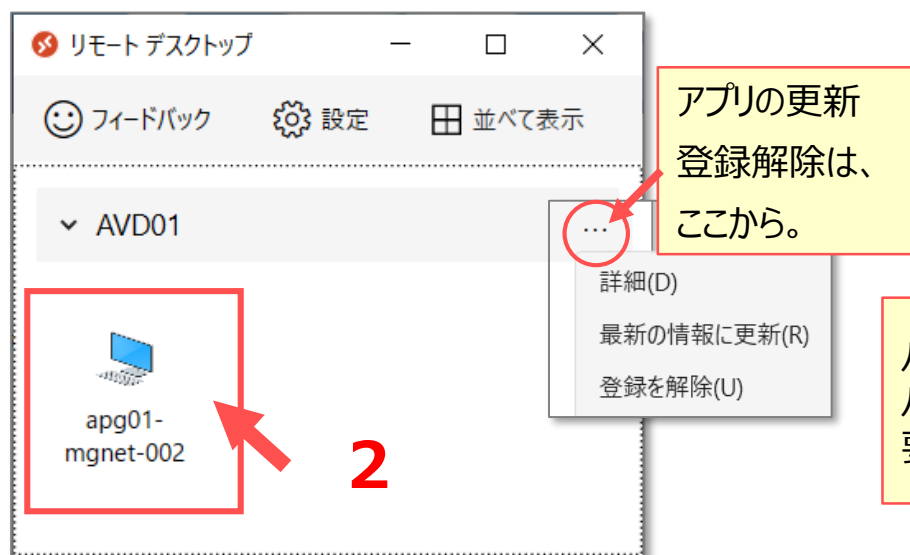 リモート デスクトップ
フィードバック
設定
並べて表示
アプリの更新
登録解除は、
ここから。
AVD01
…
詳細(D)
最新の情報に更新(R)
登録を解除(U)
apg01-
mgnet-002
2